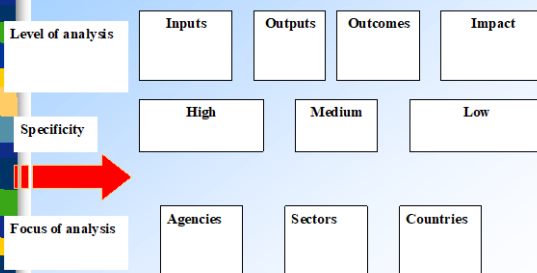 Level of analysis
Inputs
Outputs
Outcomes
Impact
Specificity
High
Medium
Low
Focus of analysis
Agencies
Sectors
Countries